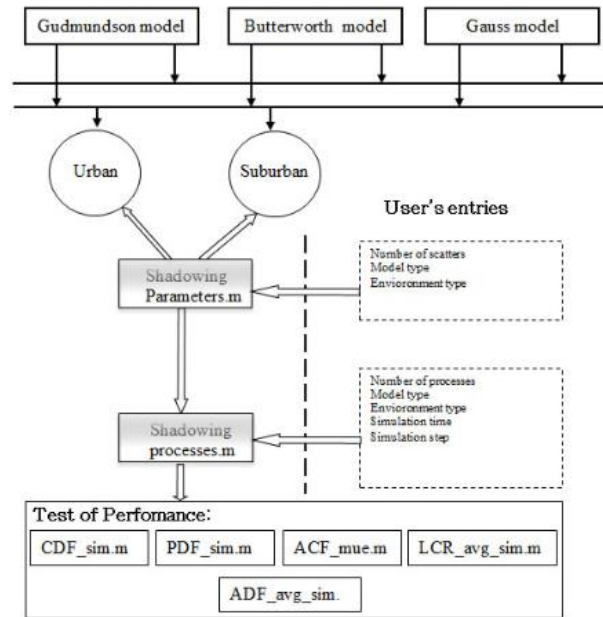 Gudmundson model
Butterworth model
Gauss model
Urban
Suburban
User's entries
Shadowing
Parameters.m
Number of scatters
Model type
Envioronment type
Shadowing
processes.m
Number of processes
Model type
Envioronment type
Simulation time
Simulation step
Test of Perfomance:
CDF_sim.m
PDF_sim.m
ACF_mue.m
LCR_avg_sim.m
ADF_avg_sim.